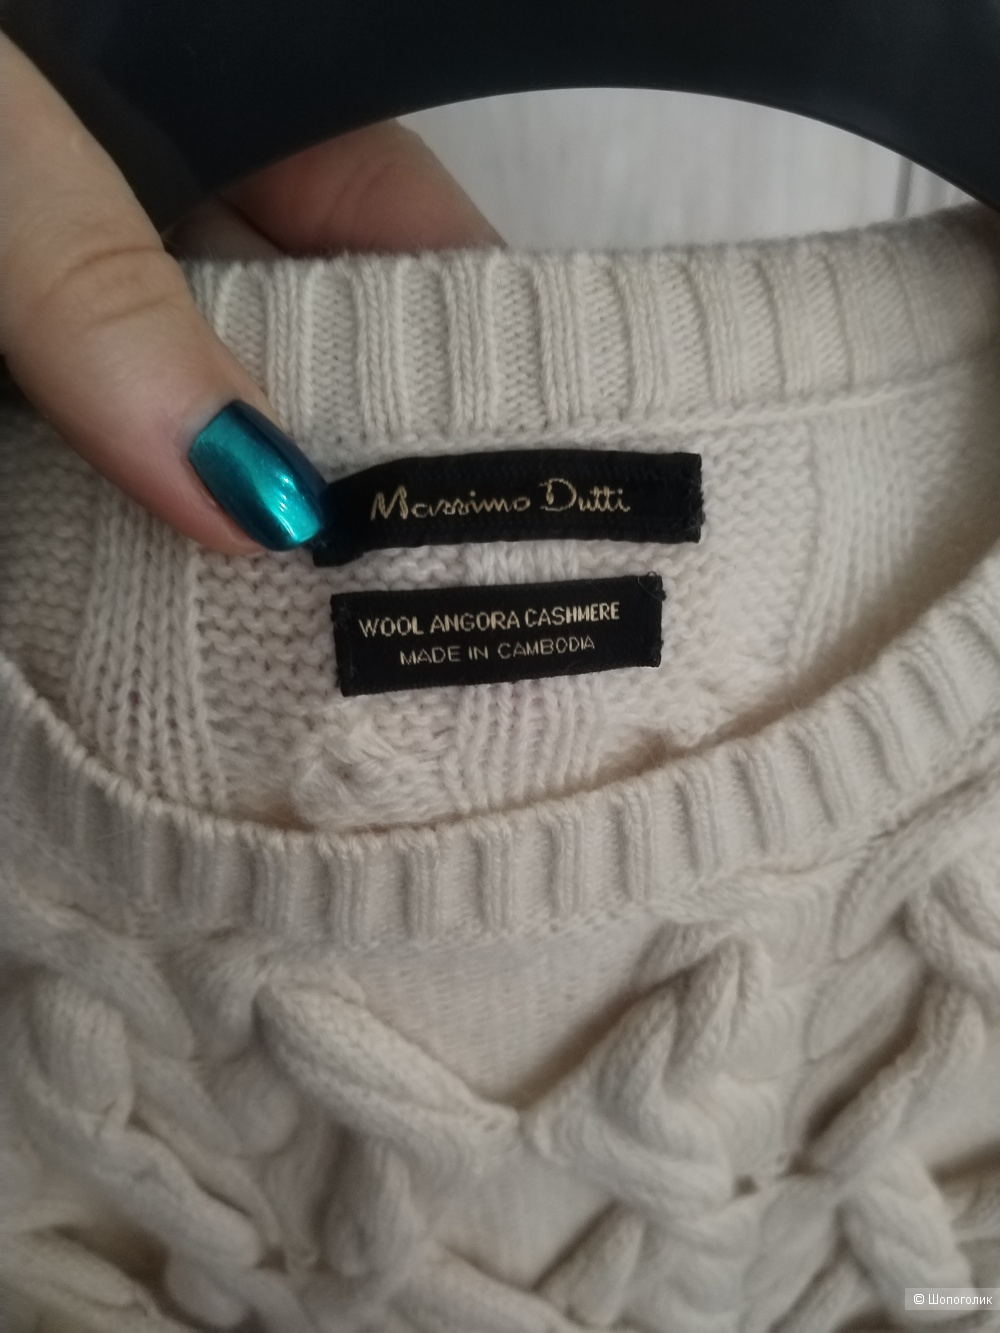 Massimo Dutti
WOOL ANGORA CASHMERE
MADE IN CAMBODIA
© Шопоголик